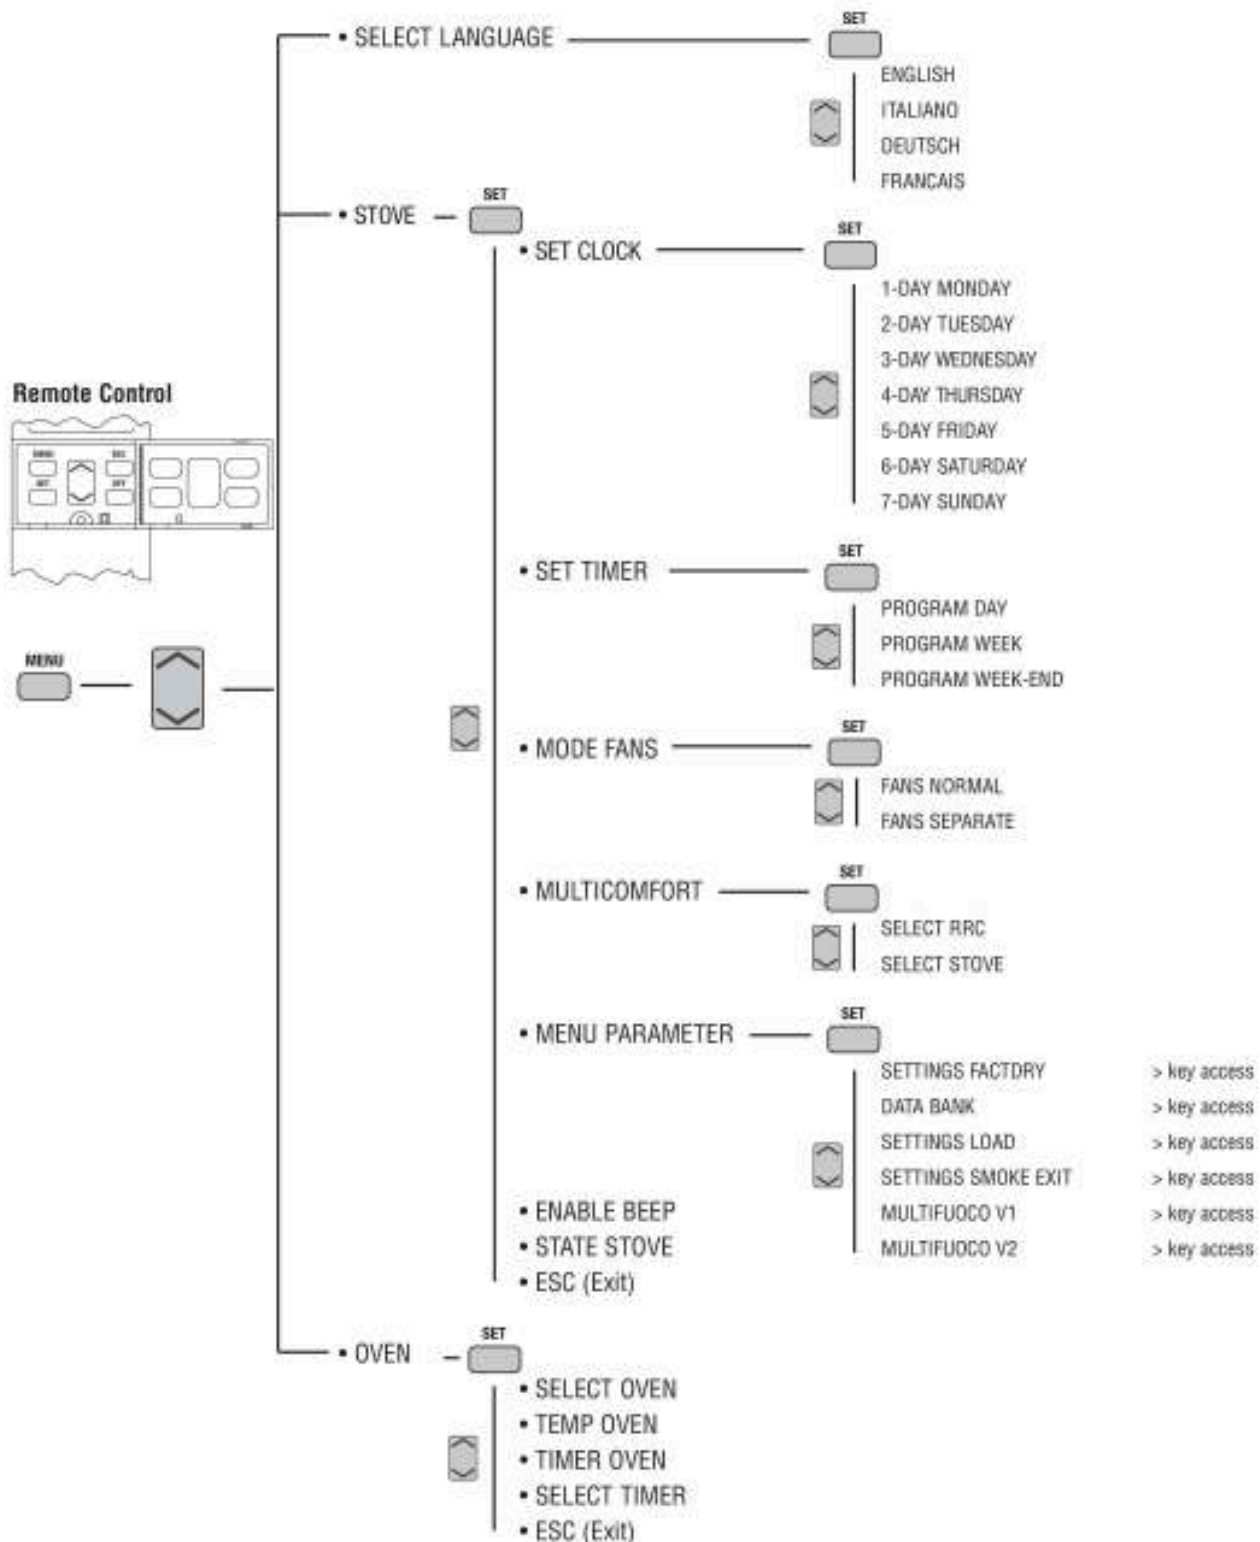 SET
• SELECT LANGUAGE
ENGLISH
ITALIANO
DEUTSCH
FRANCAIS
• STOVE
SET
• SET CLOCK
SET
1-DAY MONDAY
2-DAY TUESDAY
3-DAY WEDNESDAY
4-DAY THURSDAY
5-DAY FRIDAY
6-DAY SATURDAY
7-DAY SUNDAY
Remote Control
MENU
ESC
SET
OFF
• SET TIMER
SET
PROGRAM DAY
PROGRAM WEEK
PROGRAM WEEK-END
MENU
• MODE FANS
SET
FANS NORMAL
FANS SEPARATE
• MULTICOMFORT
SET
SELECT RRC
SELECT STOVE
• MENU PARAMETER
SET
SETTINGS FACTDRY > key access
DATA BANK > key access
SETTINGS LOAD > key access
SETTINGS SMOKE EXIT > key access
MULTIFUOCO V1 > key access
MULTIFUOCO V2 > key access
• ENABLE BEEP
• STATE STOVE
• ESC (Exit)
• OVEN
SET
• SELECT OVEN
• TEMP OVEN
• TIMER OVEN
• SELECT TIMER
• ESC (Exit)